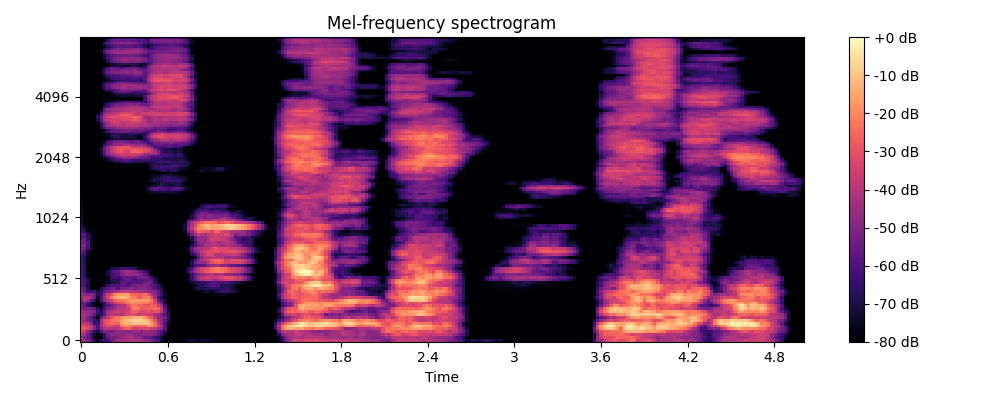 Mel-frequency spectrogram
+0 dB
-10 dB
-20 dB
-30 dB
-40 dB
-50 dB
-60 dB
-70 dB
-80 dB
Hz
4096
2048
1024
512
0
0 0.6 1.2 1.8 2.4 3 3.6 4.2 4.8
Time